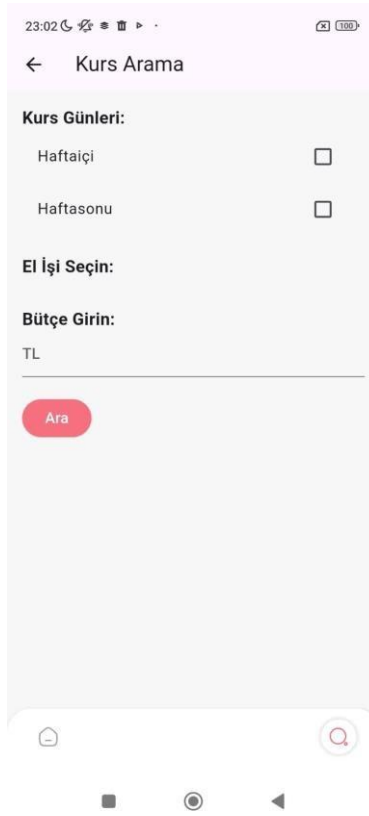 23:02
100
Kurs Arama
Kurs Günleri:
Haftaiçi
Haftasonu
El İşi Seçin:
Bütçe Girin:
TL
Ara